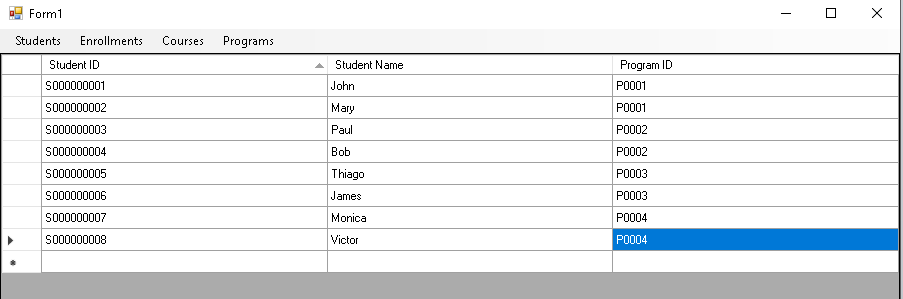 Form1
Students Enrollments Courses Programs
Student ID Student Name Program ID
S000000001 John P0001
S000000002 Mary P0001
S000000003 Paul P0002
S000000004 Bob P0002
S000000005 Thiago P0003
S000000006 James P0003
S000000007 Monica P0004
S000000008 Victor P0004